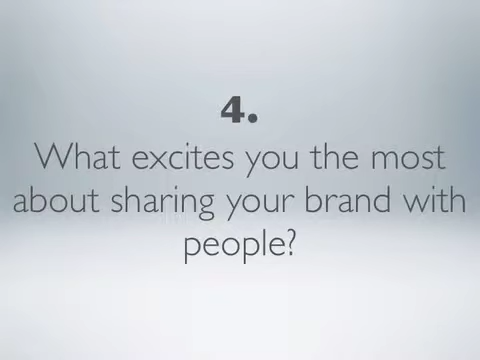 4.
What excites you the most
about sharing your brand with
people?